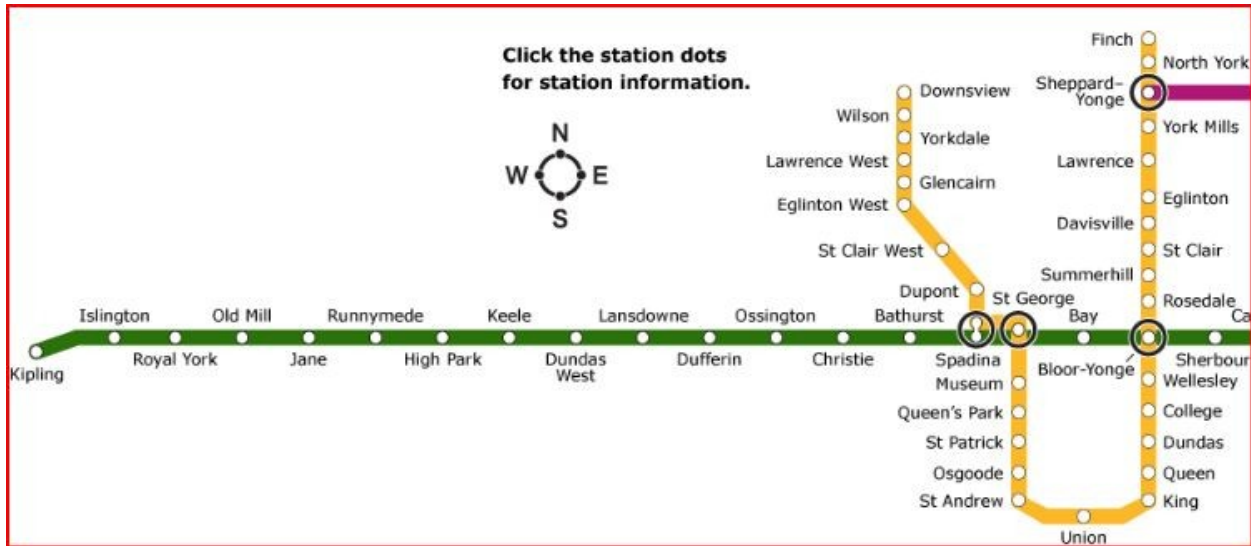 Click the station dots
for station information.
N
W E
S
Finch
North York
Sheppard–
Yonge
York Mills
Lawrence
Eglinton
Davisville
St Clair
Summerhill
Rosedale
Downsview
Wilson
Yorkdale
Lawrence West
Glencairn
Eglinton West
St Clair West
Dupont
St George
Islington
Old Mill
Runnymede
Keele
Lansdowne
Ossington
Bathurst
Bay
Ca
Kipling
Royal York
Jane
High Park
Dundas
West
Dufferin
Christie
Spadina
Bloor-Yonge
Sherbour
Museum
Queen's Park
St Patrick
Osgoode
St Andrew
Union
Wellesley
College
Dundas
Queen
King